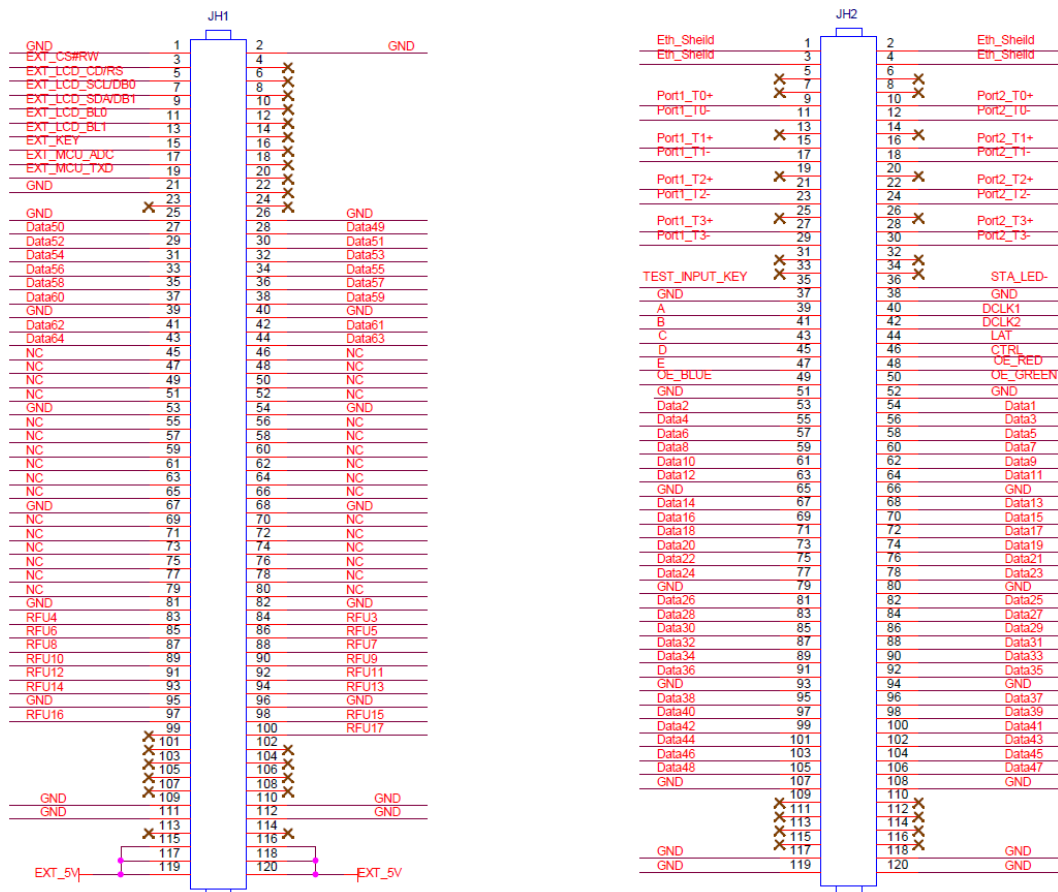 JH1
GND 1 2 GND
EXT_CS#RW 3 4
EXT_LCD_CD/RS 5 6
EXT_LCD_SCL/DB0 7 8
EXT_LCD_SDA/DB1 9 10
EXT_LCD_BL0 11 12
EXT_LCD_BL1 13 14
EXT_KEY 15 16
EXT_MCU_ADC 17 18
EXT_MCU_TXD 19 20
GND 21 22
23 24
GND 25 26 GND
Data50 27 28 Data49
Data52 29 30 Data51
Data54 31 32 Data53
Data56 33 34 Data55
Data58 35 36 Data57
Data60 37 38 Data59
GND 39 40 GND
Data62 41 42 Data61
Data64 43 44 Data63
NC 45 46 NC
NC 47 48 NC
NC 49 50 NC
NC 51 52 NC
GND 53 54 GND
NC 55 56 NC
NC 57 58 NC
NC 59 60 NC
NC 61 62 NC
NC 63 64 NC
NC 65 66 NC
GND 67 68 GND
NC 69 70 NC
NC 71 72 NC
NC 73 74 NC
NC 75 76 NC
NC 77 78 NC
NC 79 80 NC
GND 81 82 GND
RFU4 83 84 RFU3
RFU6 85 86 RFU5
RFU8 87 88 RFU7
RFU10 89 90 RFU9
RFU12 91 92 RFU11
RFU14 93 94 RFU13
GND 95 96 GND
RFU16 97 98 RFU15
99 100 RFU17
101 102
103 104
105 106
107 108
GND 109 110 GND
GND 111 112 GND
113 114
115 116
117 118
EXT_5V 119 120 EXT_5V
JH2
Eth_Sheild 1 2 Eth_Sheild
Eth_Sheild 3 4 Eth_Sheild
5 6
7 8
Port1_T0+ 9 10 Port2_T0+
Port1_T0- 11 12 Port2_T0-
13 14
Port1_T1+ 15 16 Port2_T1+
Port1_T1- 17 18 Port2_T1-
19 20
Port1_T2+ 21 22 Port2_T2+
Port1_T2- 23 24 Port2_T2-
25 26
Port1_T3+ 27 28 Port2_T3+
Port1_T3- 29 30 Port2_T3-
31 32
33 34
TEST_INPUT_KEY 35 36 STA_LED-
GND 37 38 GND
A 39 40 DCLK1
B 41 42 DCLK2
C 43 44 LAT
D 45 46 CTRL
E 47 48 OE_RED
OE_BLUE 49 50 OE_GREEN
GND 51 52 GND
Data2 53 54 Data1
Data4 55 56 Data3
Data6 57 58 Data5
Data8 59 60 Data7
Data10 61 62 Data9
Data12 63 64 Data11
GND 65 66 GND
Data14 67 68 Data13
Data16 69 70 Data15
Data18 71 72 Data17
Data20 73 74 Data19
Data22 75 76 Data21
Data24 77 78 Data23
GND 79 80 GND
Data26 81 82 Data25
Data28 83 84 Data27
Data30 85 86 Data29
Data32 87 88 Data31
Data34 89 90 Data33
Data36 91 92 Data35
GND 93 94 GND
Data38 95 96 Data37
Data40 97 98 Data39
Data42 99 100 Data41
Data44 101 102 Data43
Data46 103 104 Data45
Data48 105 106 Data47
GND 107 108 GND
109 110
111 112
113 114
115 116
GND 117 118 GND
GND 119 120 GND